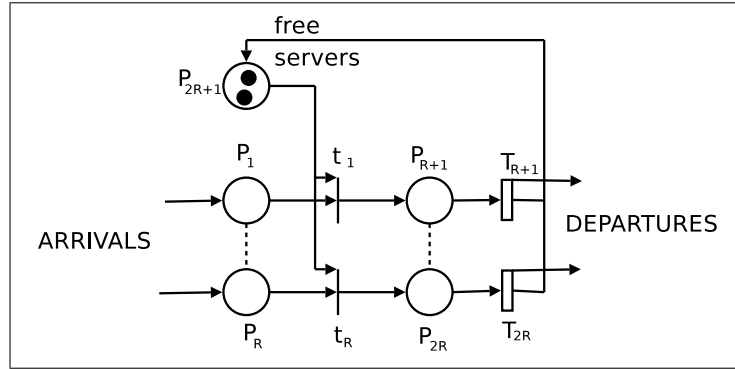 free
servers
P2R+1
P1
t1
PR+1
TR+1
ARRIVALS
DEPARTURES
PR
tR
P2R
T2R